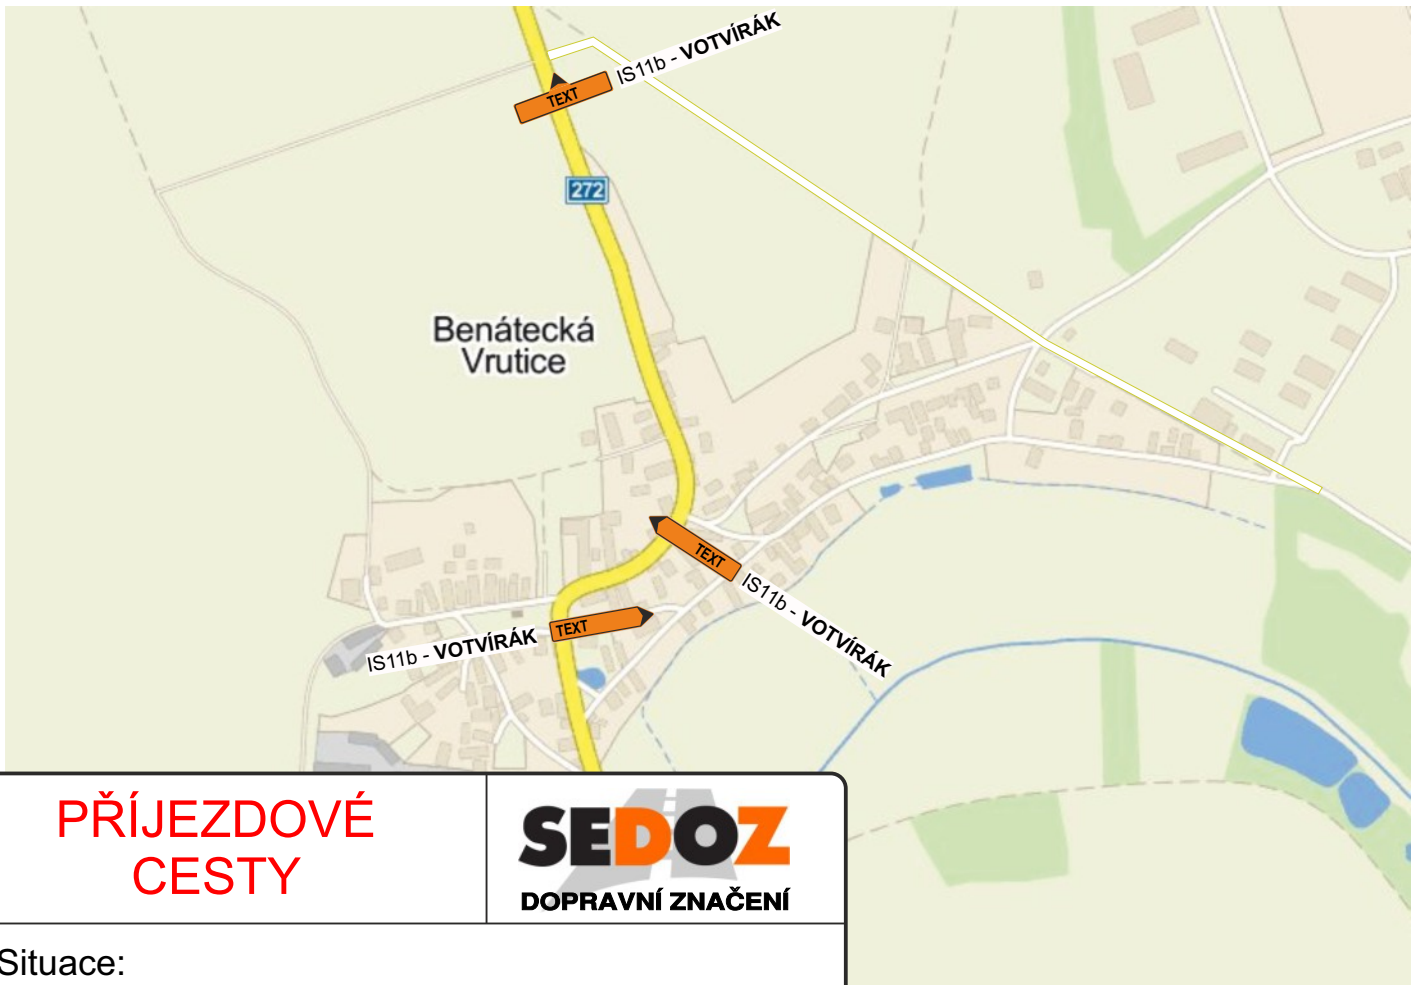 IS11b - VOTVÍRÁK
TEXT
272
Benátecká
Vrutice
TEXT
IS11b - VOTVÍRÁK
TEXT
IS11b - VOTVÍRÁK
PŘÍJEZDOVÉ
CESTY
SEDOZ
DOPRAVNÍ ZNAČENÍ
Situace: